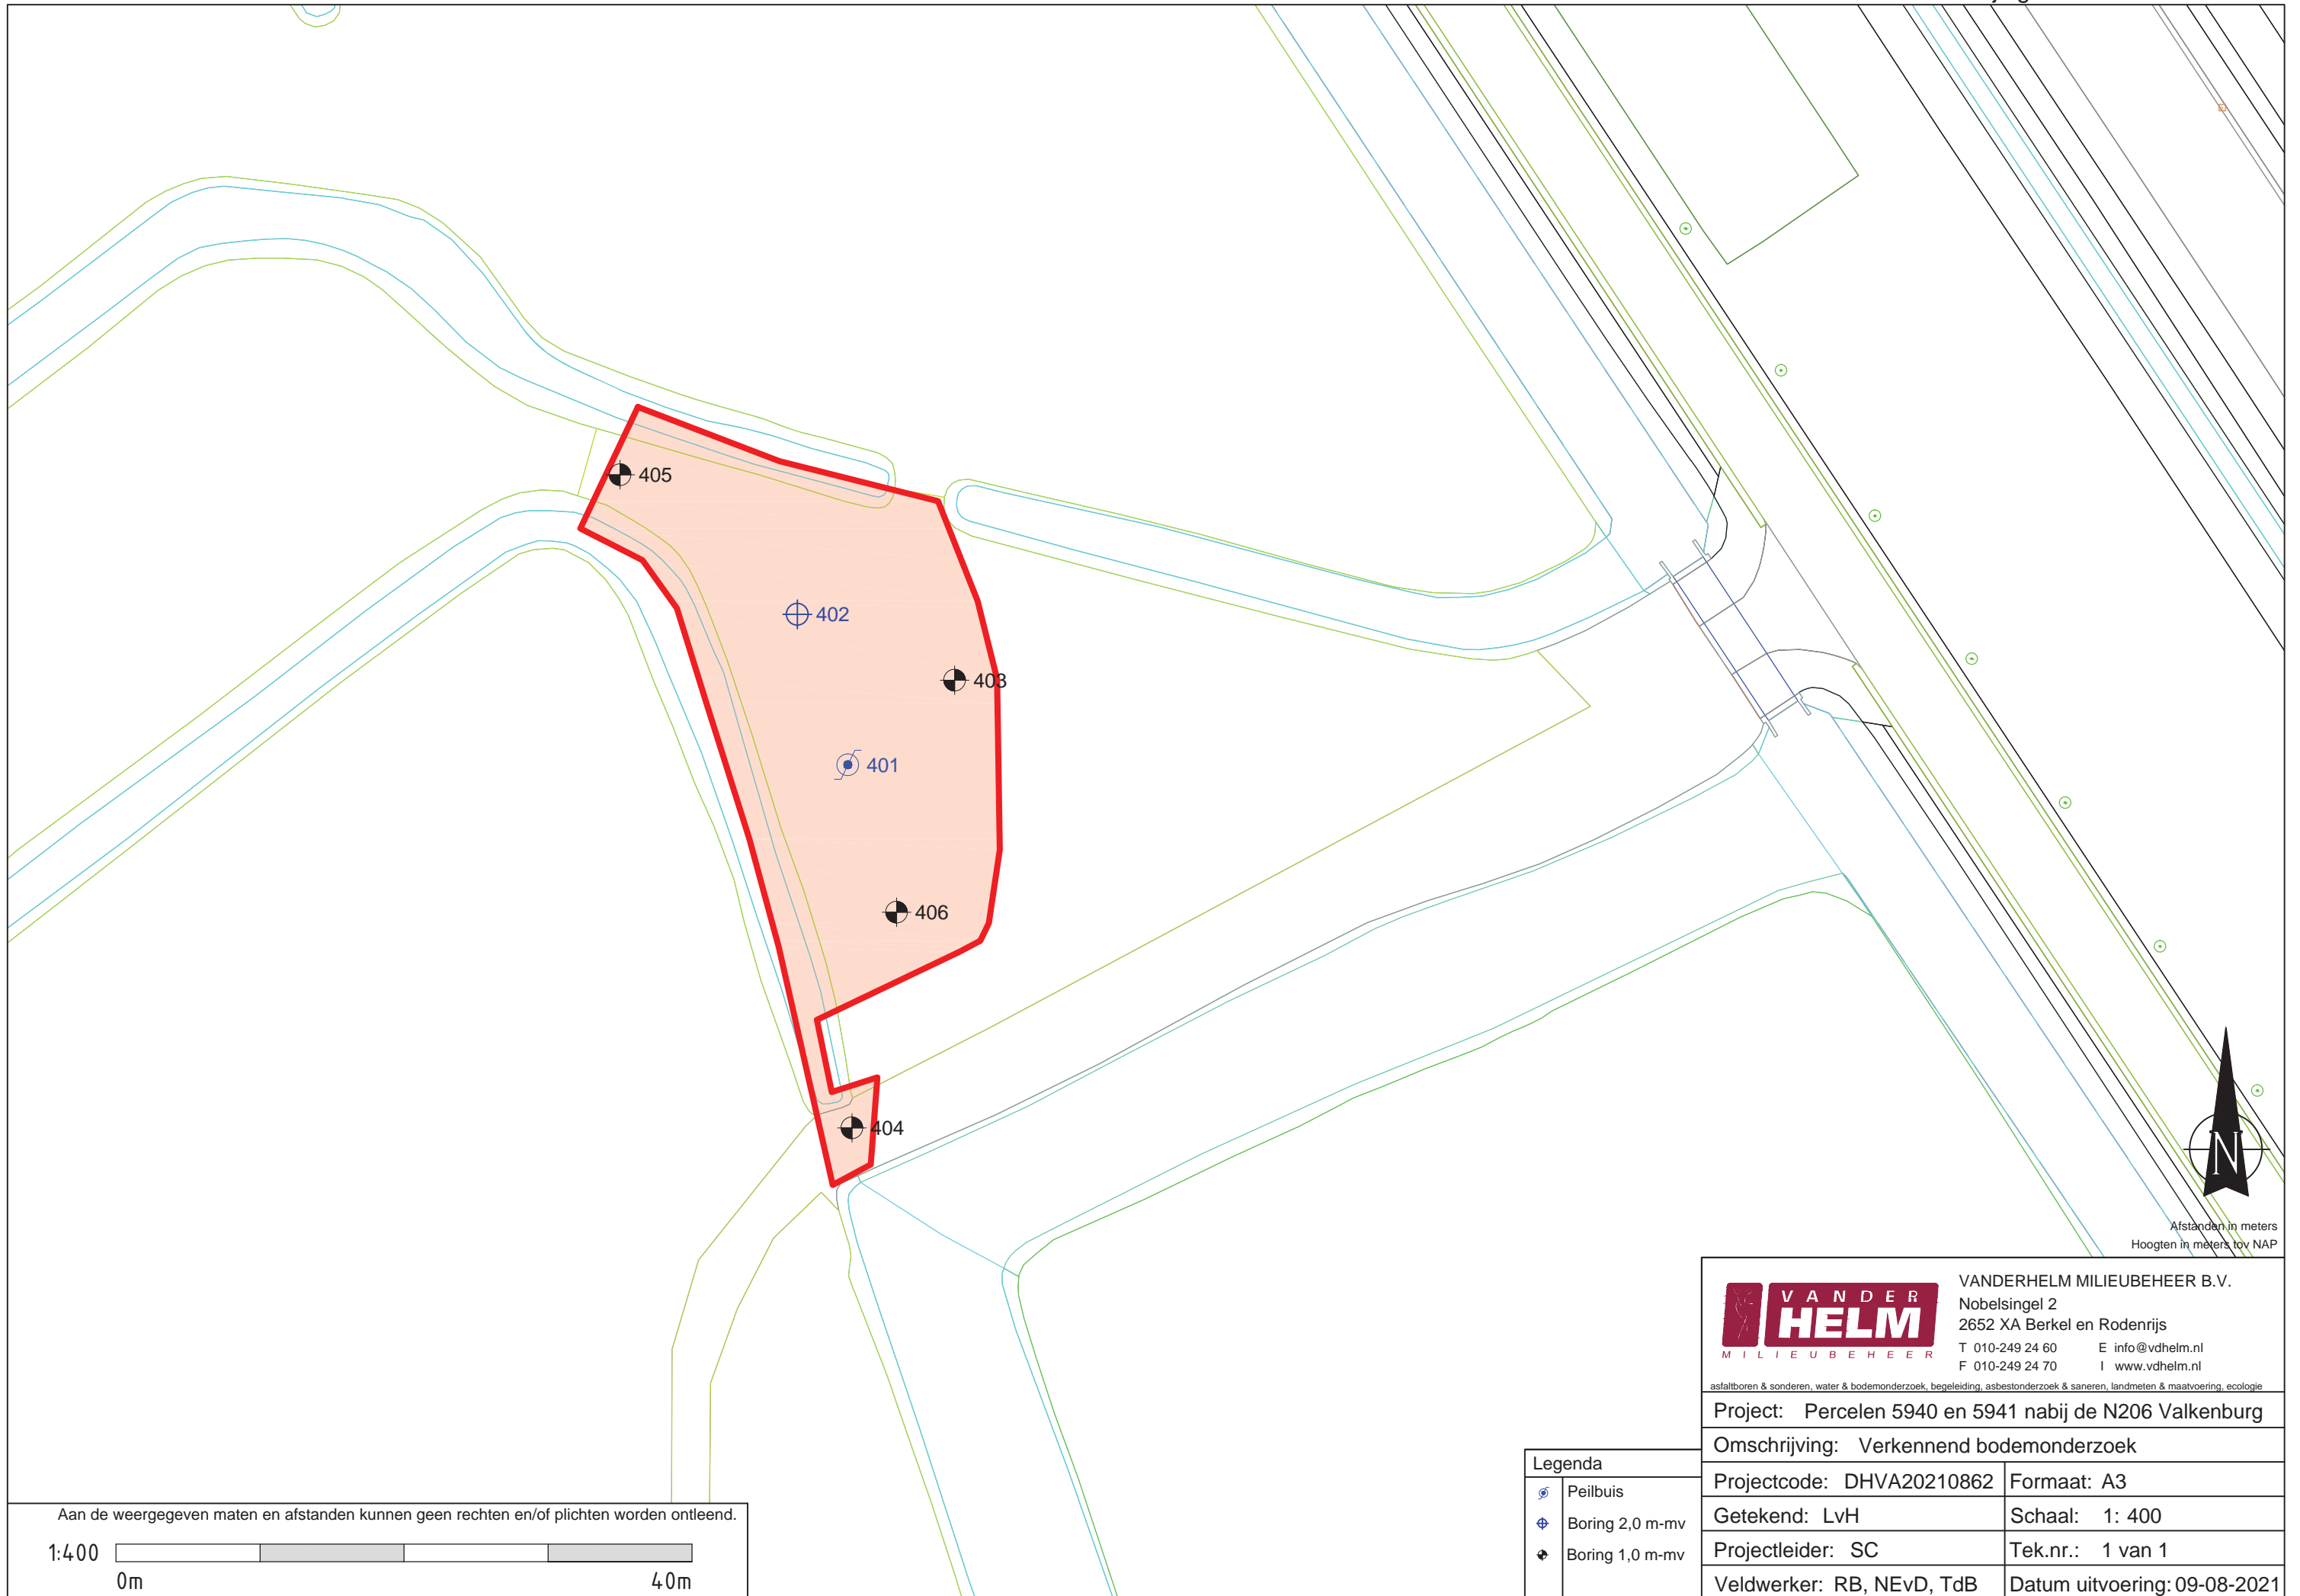 405
402
403
401
406
404
N
Afstanden in meters
Hoogten in meters tov NAP
VANDER
HELM
MILIEUBEHEER
VANDERHELM MILIEUBEHEER B.V.
Nobelsingel 2
2652 XA Berkel en Rodenrijs
T 010-249 24 60 E info@vdhelm.nl
F 010-249 24 70 I www.vdhelm.nl
asfaltboren & sonderen, water & bodemonderzoek, begeleiding, asbestonderzoek & saneren, landmeten & maatvoering, ecologie
Project: Percelen 5940 en 5941 nabij de N206 Valkenburg
Omschrijving: Verkennend bodemonderzoek
Projectcode: DHVA20210862 Formaat: A3
Getekend: LvH Schaal: 1: 400
Projectleider: SC Tek.nr.: 1 van 1
Veldwerker: RB, NEvD, TdB Datum uitvoering: 09-08-2021
Legenda
Peilbuis
Boring 2,0 m-mv
Boring 1,0 m-mv
Aan de weergegeven maten en afstanden kunnen geen rechten en/of plichten worden ontleend.
1:400
0m 40m